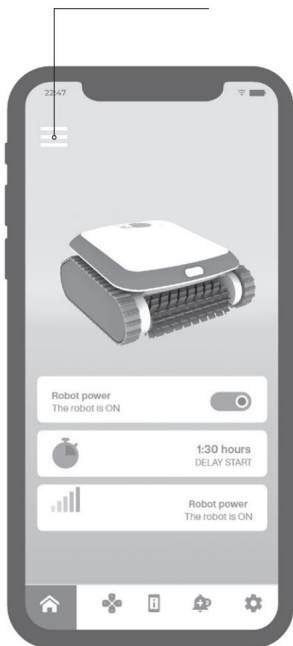 22:47
Robot power
The robot is ON
1:30 hours
DELAY START
Robot power
The robot is ON